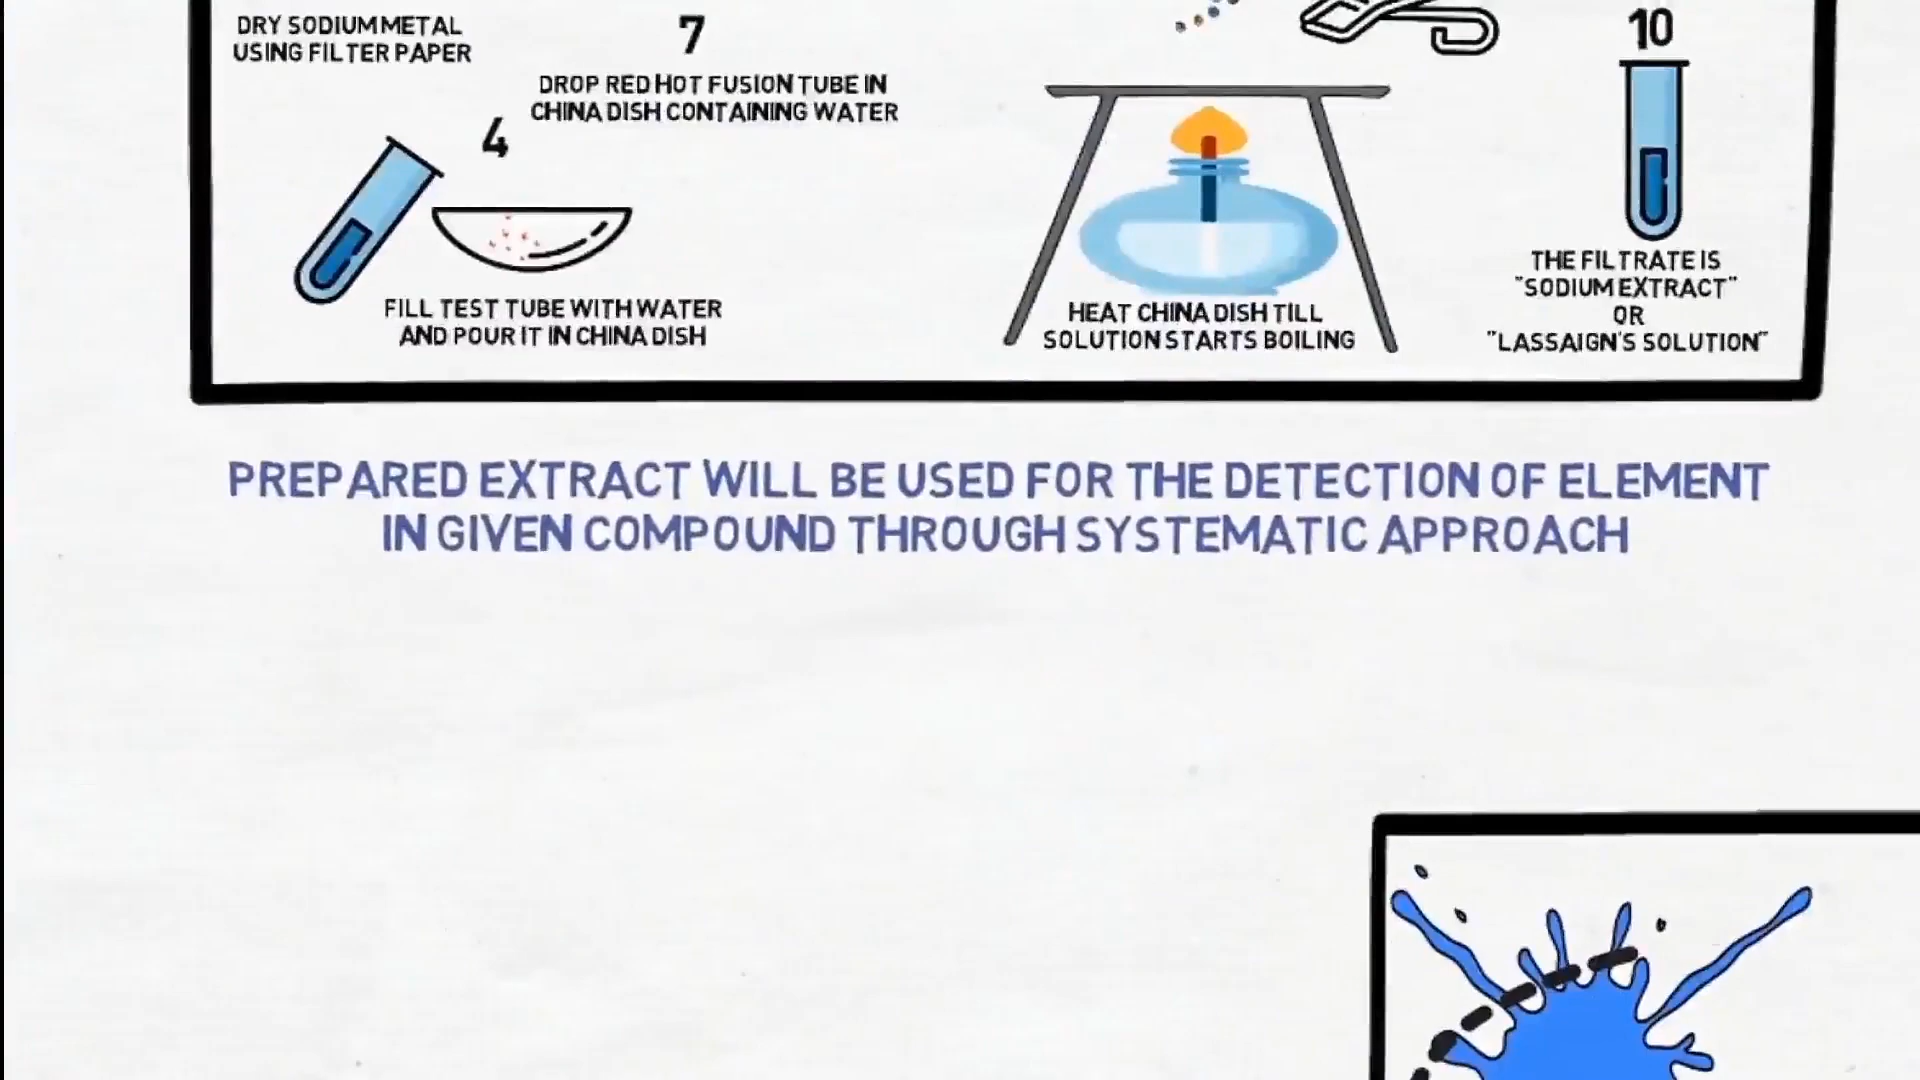 DRY SODIUM METAL
USING FILTER PAPER
7
DROP RED HOT FUSION TUBE IN
CHINA DISH CONTAINING WATER
4
FILL TEST TUBE WITH WATER
AND POUR IT IN CHINA DISH
HEAT CHINA DISH TILL
SOLUTION STARTS BOILING
10
THE FILTRATE IS
"SODIUM EXTRACT"
OR
"LASSAIGN'S SOLUTION"
PREPARED EXTRACT WILL BE USED FOR THE DETECTION OF ELEMENT
IN GIVEN COMPOUND THROUGH SYSTEMATIC APPROACH